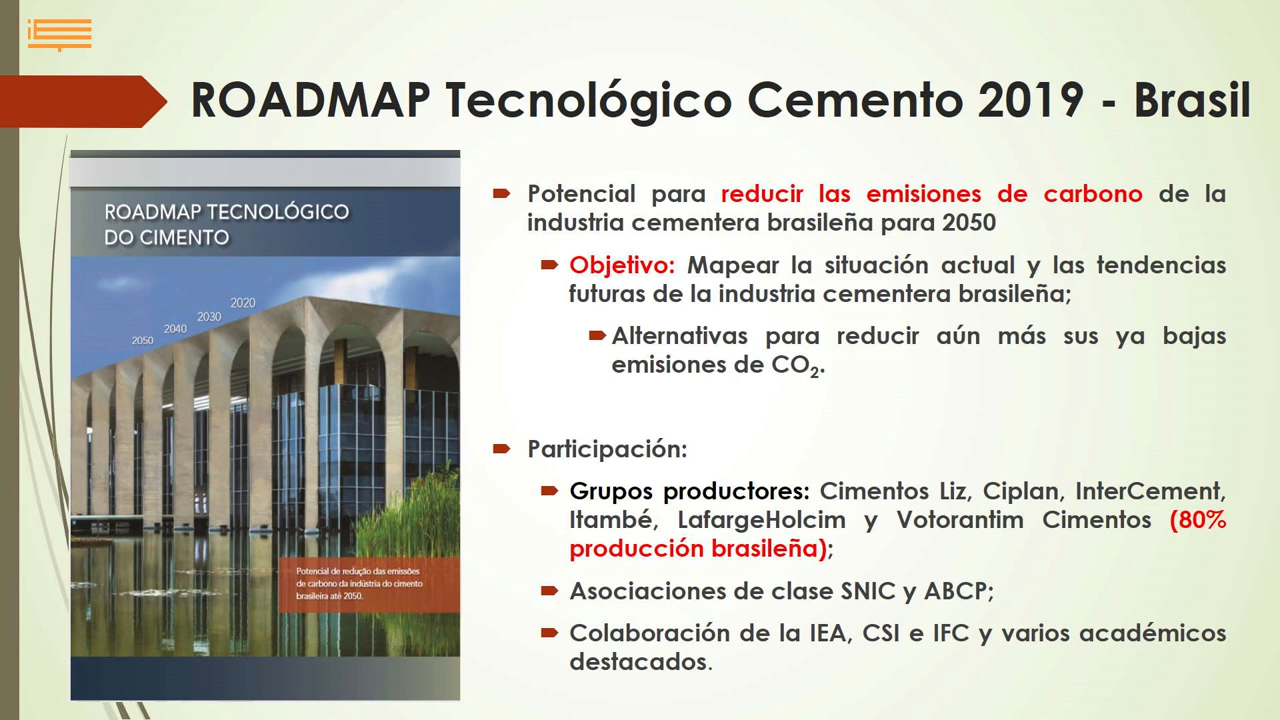 ROADMAP Tecnológico Cemento 2019 - Brasil
ROADMAP TECNOLÓGICO
DO CIMENTO
2020
2030
2040
2050
Potencial de redução das emissões
de carbono da indústria do cimento
brasileira até 2050.
Potencial para reducir las emisiones de carbono de la
industria cementera brasileña para 2050
Objetivo: Mapear la situación actual y las tendencias
futuras de la industria cementera brasileña;
Alternativas para reducir aún más sus ya bajas
emisiones de CO₂.
Participación:
Grupos productores: Cimentos Liz, Ciplan, InterCement,
Itambé, LafargeHolcim y Votorantim Cimentos (80%
producción brasileña);
Asociaciones de clase SNIC y ABCP;
Colaboración de la IEA, CSI e IFC y varios académicos
destacados.